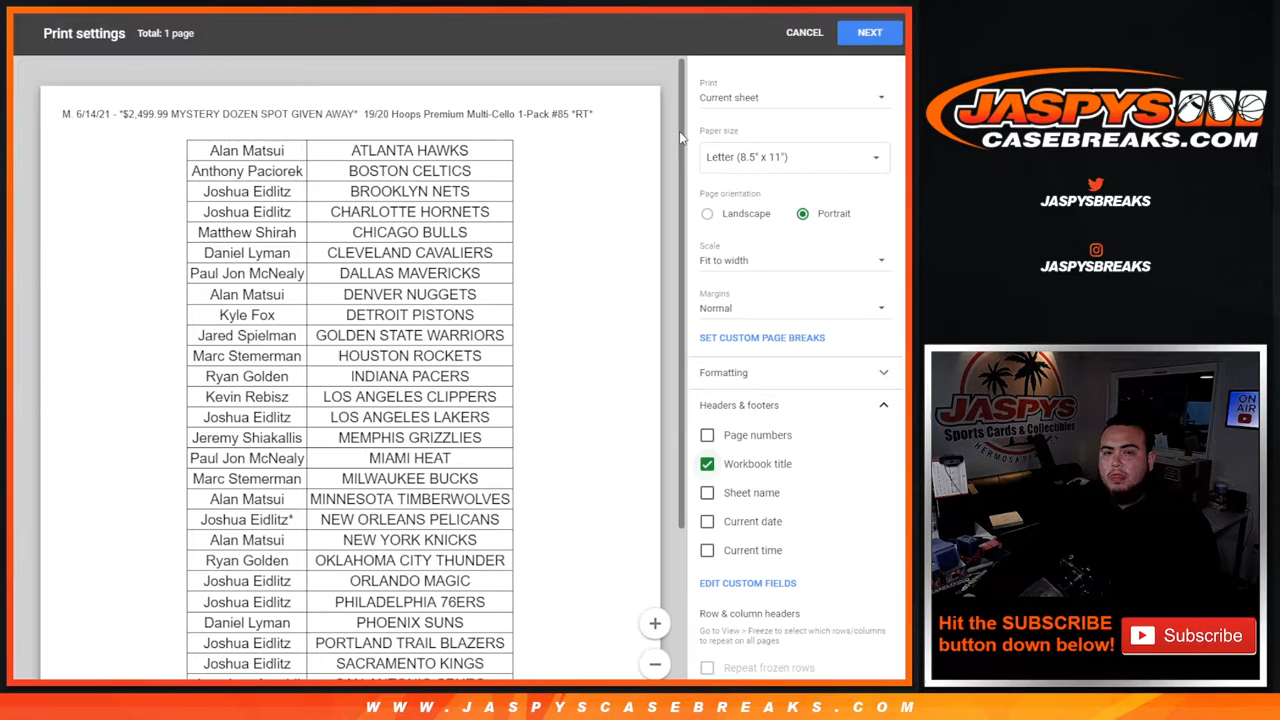 Print settings Total: 1 page CANCEL NEXT
M. 6/14/21 - *$2,499.99 MYSTERY DOZEN SPOT GIVEN AWAY* 19/20 Hoops Premium Multi-Cello 1-Pack #85 *RT*
Alan Matsui ATLANTA HAWKS
Anthony Paciorek BOSTON CELTICS
Joshua Eidlitz BROOKLYN NETS
Joshua Eidlitz CHARLOTTE HORNETS
Matthew Shirah CHICAGO BULLS
Daniel Lyman CLEVELAND CAVALIERS
Paul Jon McNealy DALLAS MAVERICKS
Alan Matsui DENVER NUGGETS
Kyle Fox DETROIT PISTONS
Jared Spielman GOLDEN STATE WARRIORS
Marc Stemerman HOUSTON ROCKETS
Ryan Golden INDIANA PACERS
Kevin Rebisz LOS ANGELES CLIPPERS
Joshua Eidlitz LOS ANGELES LAKERS
Jeremy Shiakallis MEMPHIS GRIZZLIES
Paul Jon McNealy MIAMI HEAT
Marc Stemerman MILWAUKEE BUCKS
Alan Matsui MINNESOTA TIMBERWOLVES
Joshua Eidlitz* NEW ORLEANS PELICANS
Alan Matsui NEW YORK KNICKS
Ryan Golden OKLAHOMA CITY THUNDER
Joshua Eidlitz ORLANDO MAGIC
Joshua Eidlitz PHILADELPHIA 76ERS
Daniel Lyman PHOENIX SUNS
Joshua Eidlitz PORTLAND TRAIL BLAZERS
Joshua Eidlitz SACRAMENTO KINGS
Print
Current sheet
Paper size
Letter (8.5" x 11")
Page orientation
Landscape Portrait
Scale
Fit to width
Margins
Normal
SET CUSTOM PAGE BREAKS
Formatting
Headers & footers
Page numbers
Workbook title
Sheet name
Current date
Current time
EDIT CUSTOM FIELDS
Row & column headers
Go to View > Freeze to select which rows/columns
to repeat on all pages
Repeat frozen rows
JASPYS
CASEBREAKS.COM
JASPYSBREAKS
JASPYSBREAKS
JASPYS
Sports Cards & Collectibles
HERMOSA BEACH
ON
AIR
Hit the SUBSCRIBE
button down below!
Subscribe
WWW.JASPYSCASEBREAKS.COM